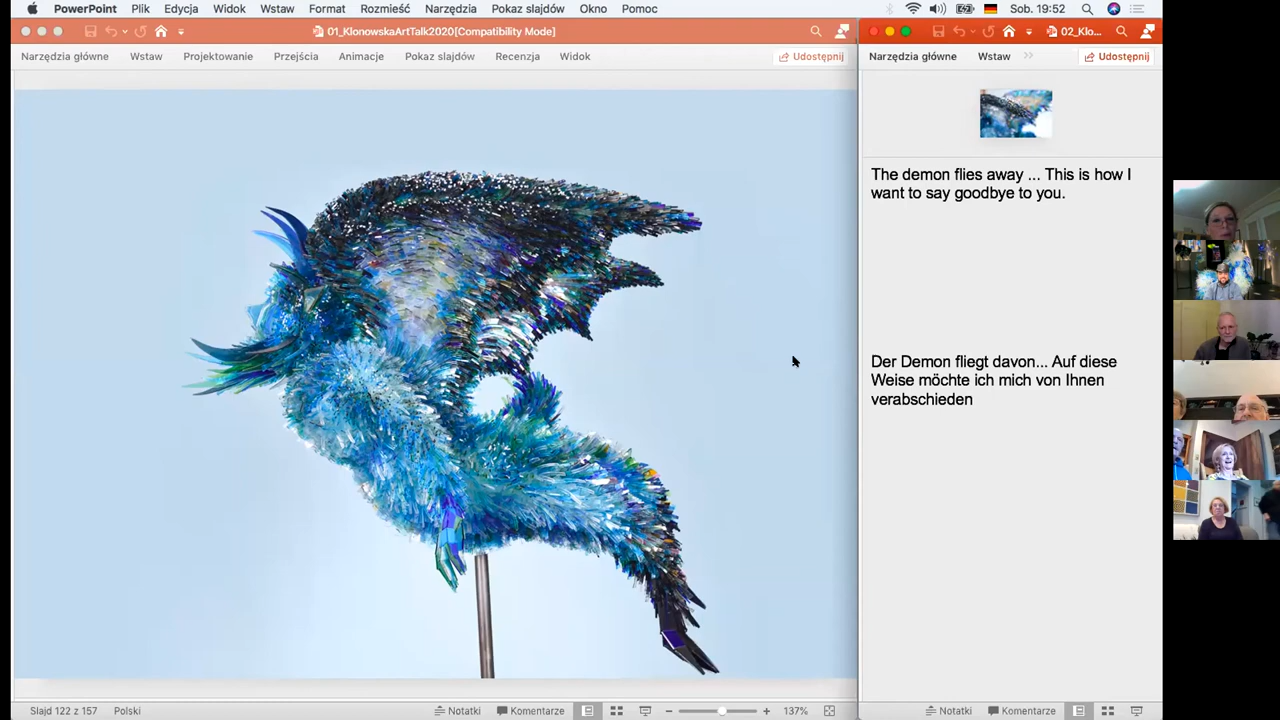 PowerPoint Plik Edycja Widok Wstaw Format Rozmieść Narzędzia Pokaz slajdów Okno Pomoc Sob. 19:52
01_KlonowskaArtTalk2020[Compatibility Mode]
Narzędzia główne Wstaw Projektowanie Przejścia Animacje Pokaz slajdów Recenzja Widok Udostępnij
02_Klo...
Narzędzia główne Wstaw Udostępnij
The demon flies away ... This is how I
want to say goodbye to you.
Der Demon fliegt davon... Auf diese
Weise möchte ich mich von Ihnen
verabschieden
Slajd 122 z 157 Polski Notatki Komentarze 137%
Notatki Komentarze